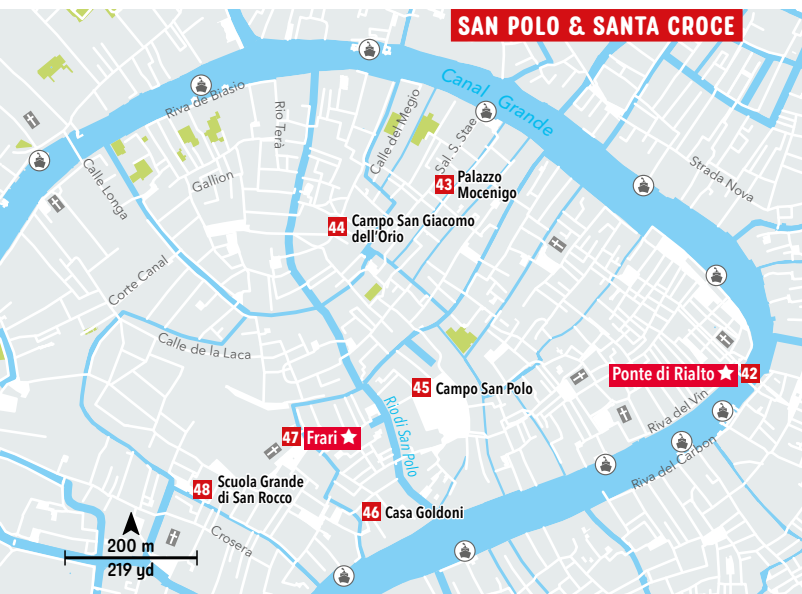 SAN POLO & SANTA CROCE
Canal Grande
Riva de Biasio
Rio Terà
Calle del Megio
Sal. S. Stae
Strada Nova
Calle Longa
Gallion
43 Palazzo
Mocenigo
44 Campo San Giacomo
dell'Orio
Corte Canal
Calle de la Laca
Ponte di Rialto 42
45 Campo San Polo
Riva del Vin
Rio di San Polo
47 Frari
Riva del Carbon
48 Scuola Grande
di San Rocco
46 Casa Goldoni
Crosera
200 m
219 yd